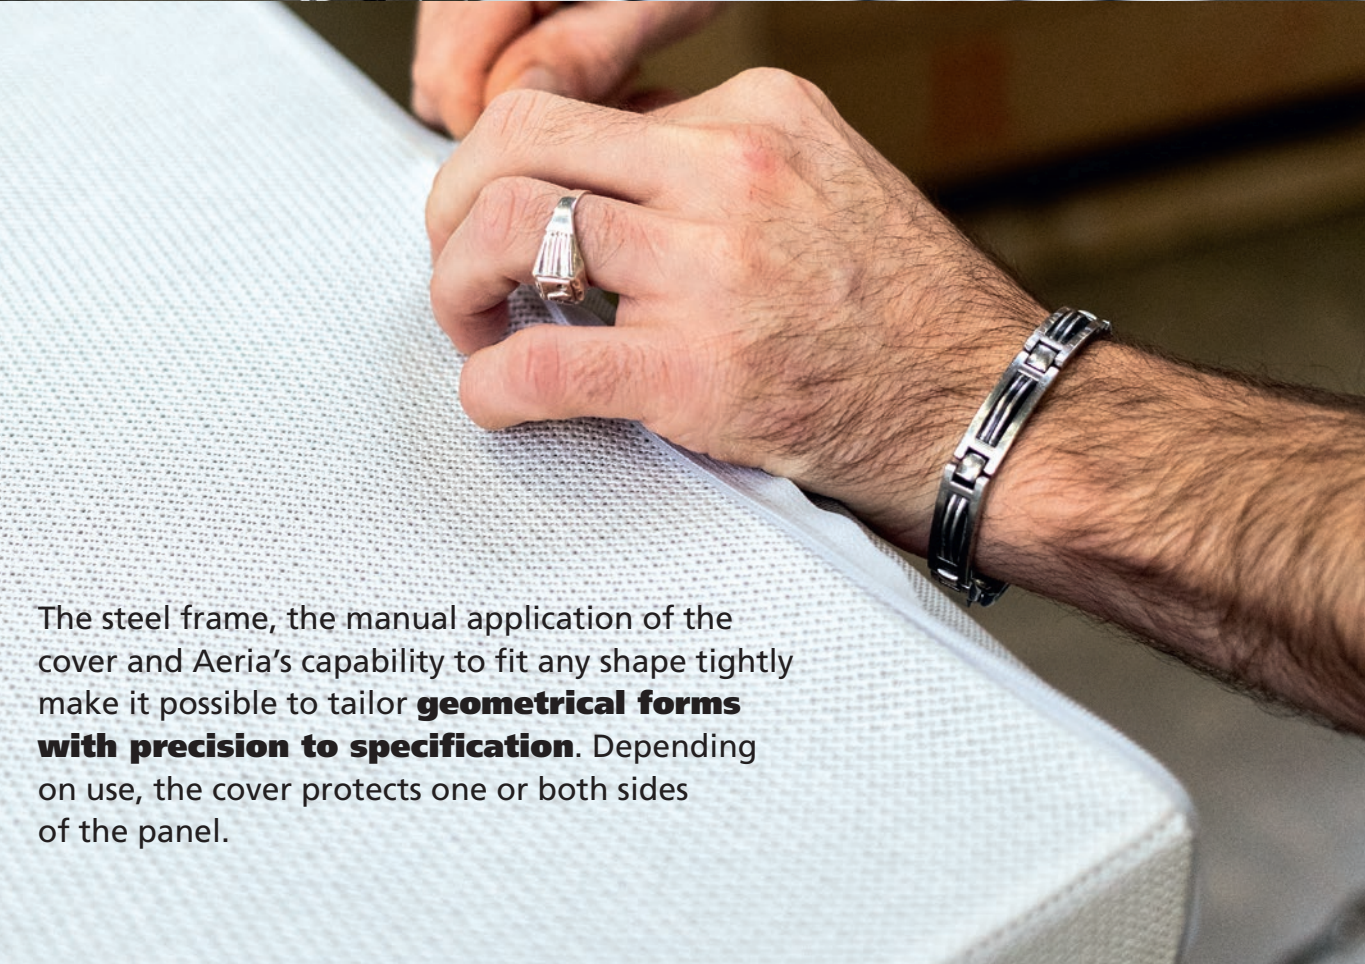 The steel frame, the manual application of the
cover and Aeria’s capability to fit any shape tightly
make it possible to tailor geometrical forms
with precision to specification. Depending
on use, the cover protects one or both sides
of the panel.